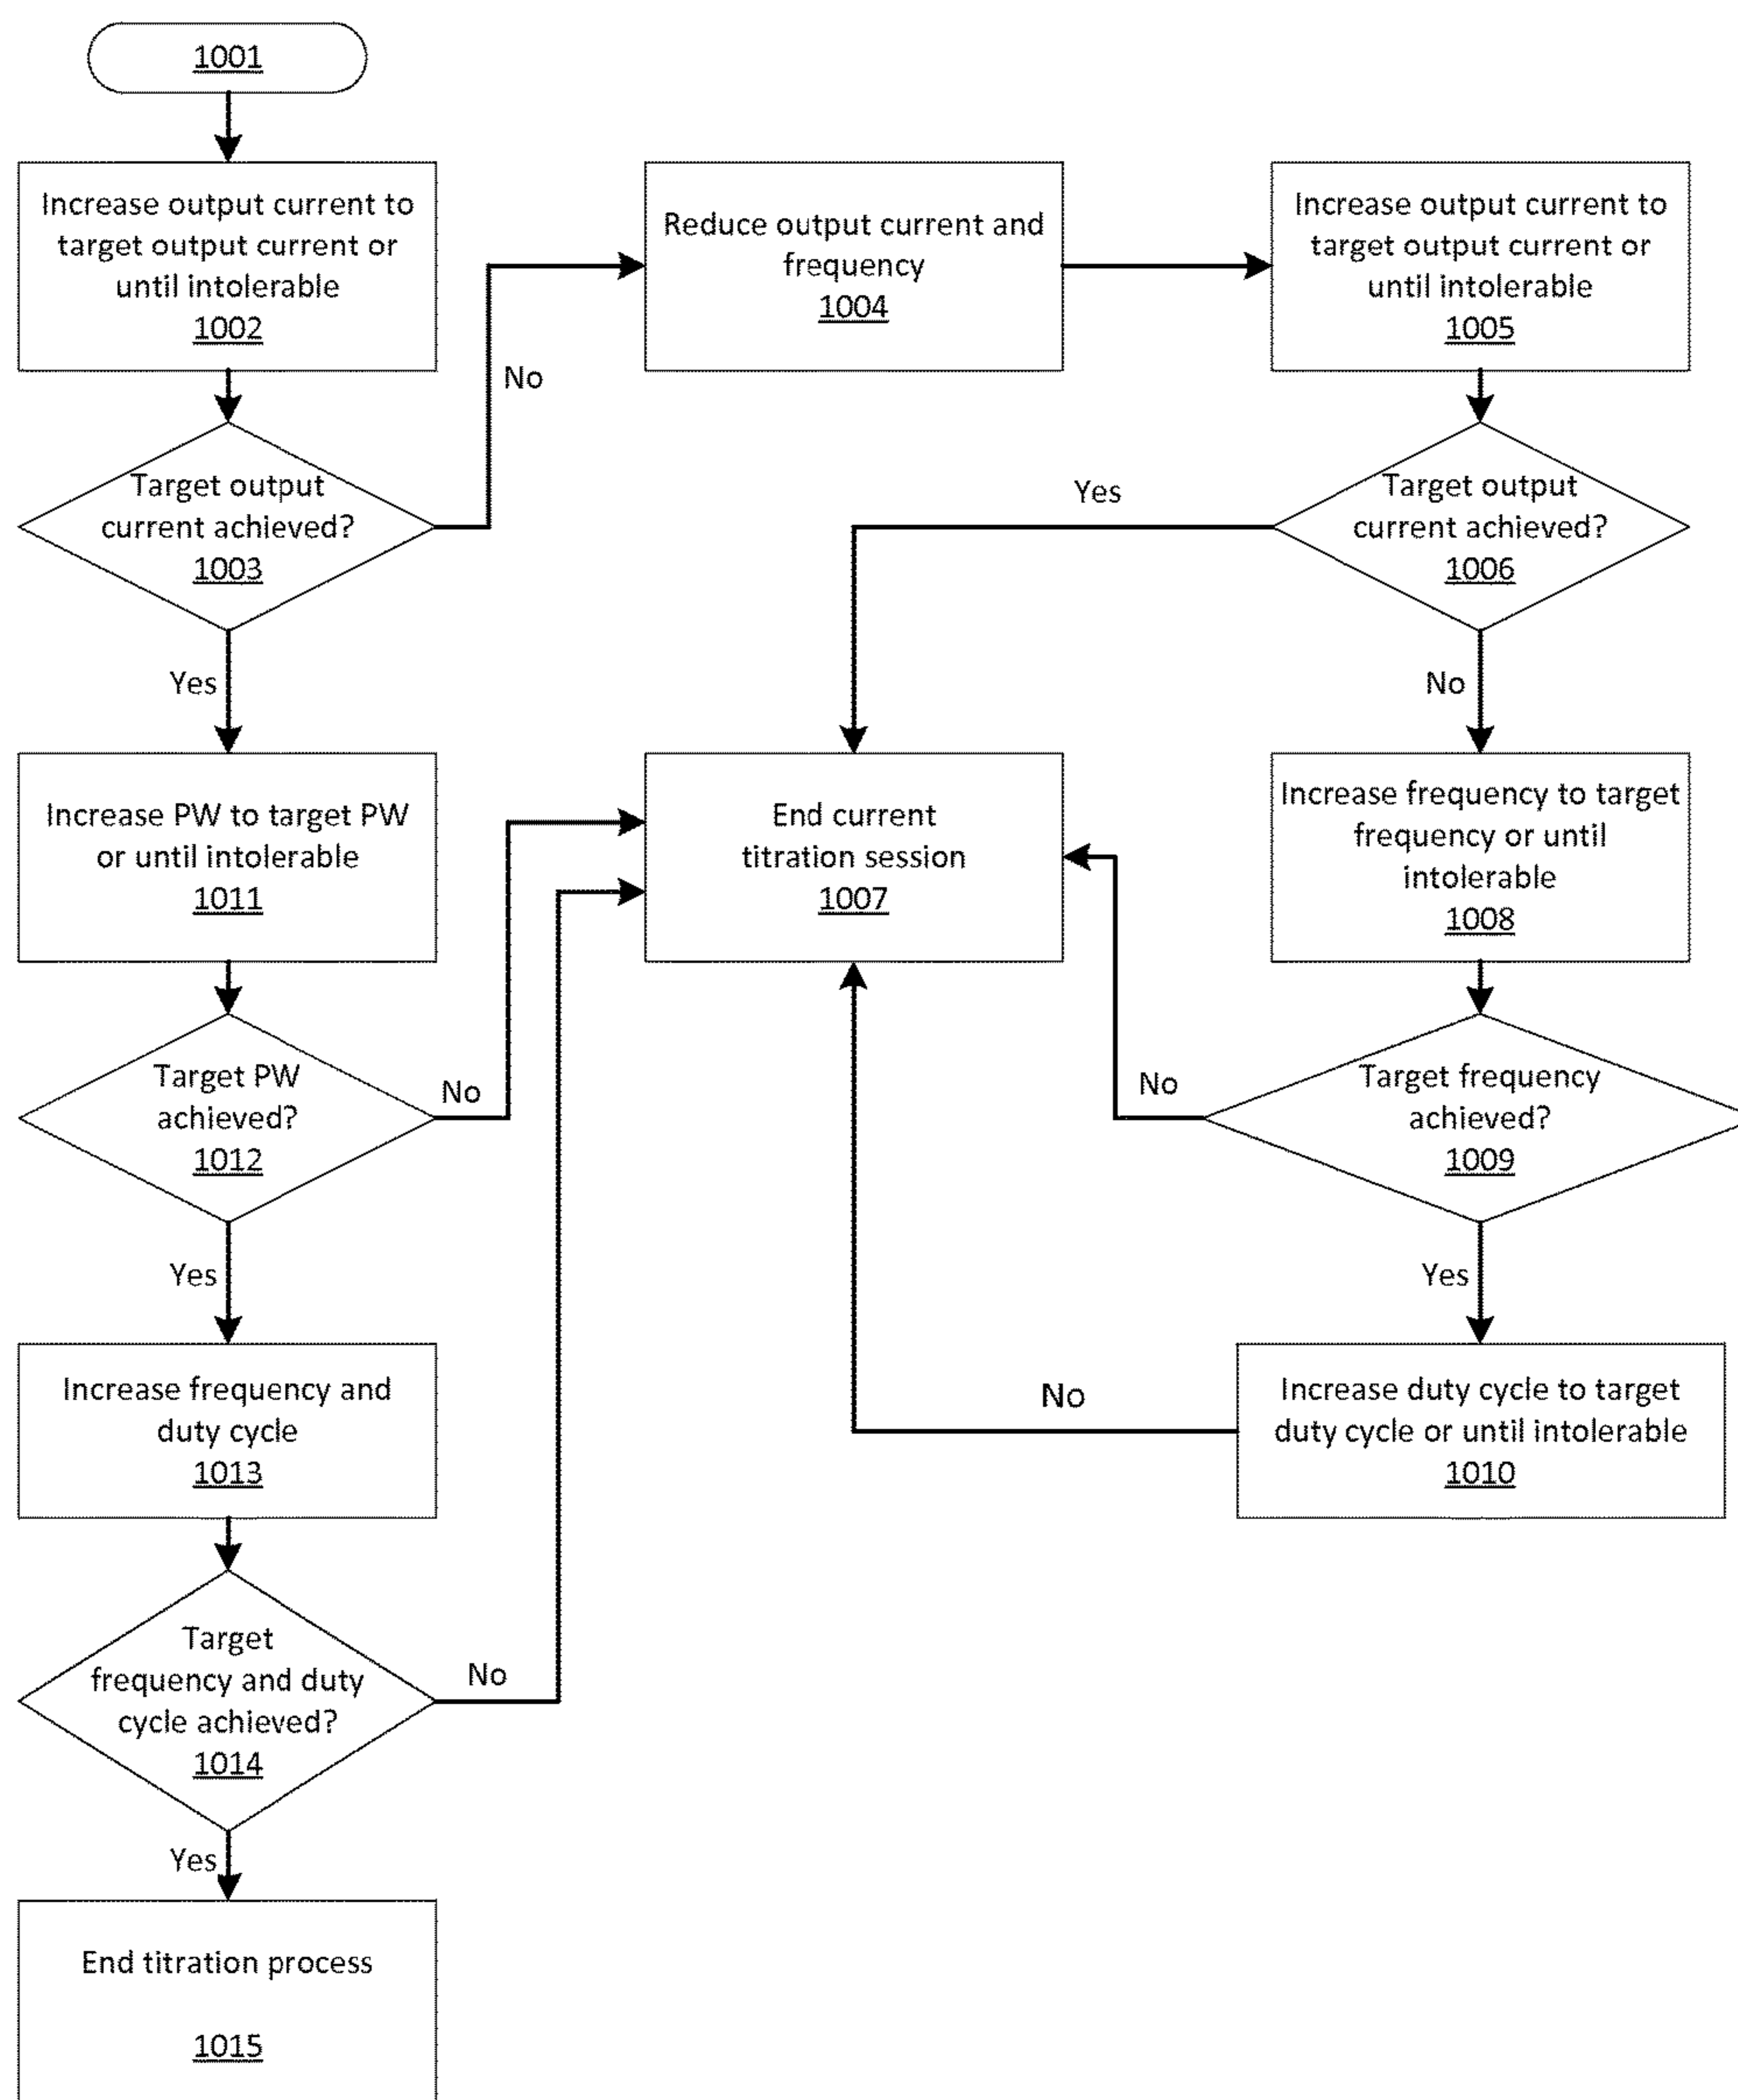 1001
Increase output current to
target output current or
until intolerable
1002
Reduce output current and
frequency
1004
Increase output current to
target output current or
until intolerable
1005
No
Target output
current achieved?
1003
Yes
Target output
current achieved?
1006
Yes
No
Increase PW to target PW
or until intolerable
1011
End current
titration session
1007
Increase frequency to target
frequency or until
intolerable
1008
Target PW
achieved?
1012
No
No
Target frequency
achieved?
1009
Yes
Yes
Increase frequency and
duty cycle
1013
No
Increase duty cycle to target
duty cycle or until intolerable
1010
Target
frequency and duty
cycle achieved?
1014
No
Yes
End titration process
1015